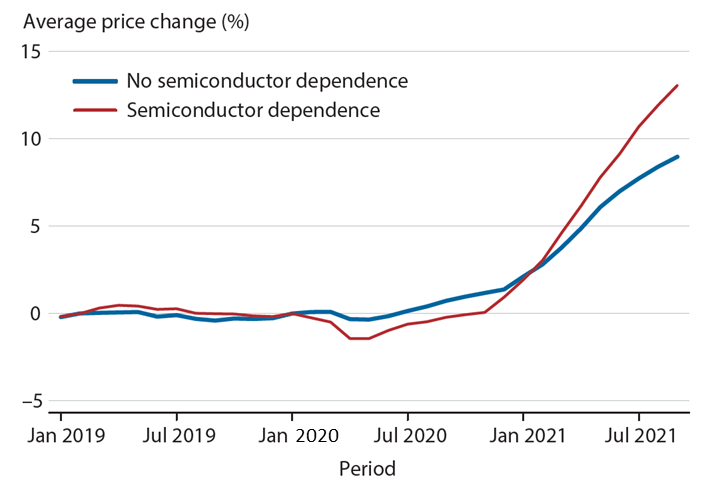 Average price change (%)
15
No semiconductor dependence
Semiconductor dependence
10
5
0
–5
Jan 2019 Jul 2019 Jan 2020 Jul 2020 Jan 2021 Jul 2021
Period